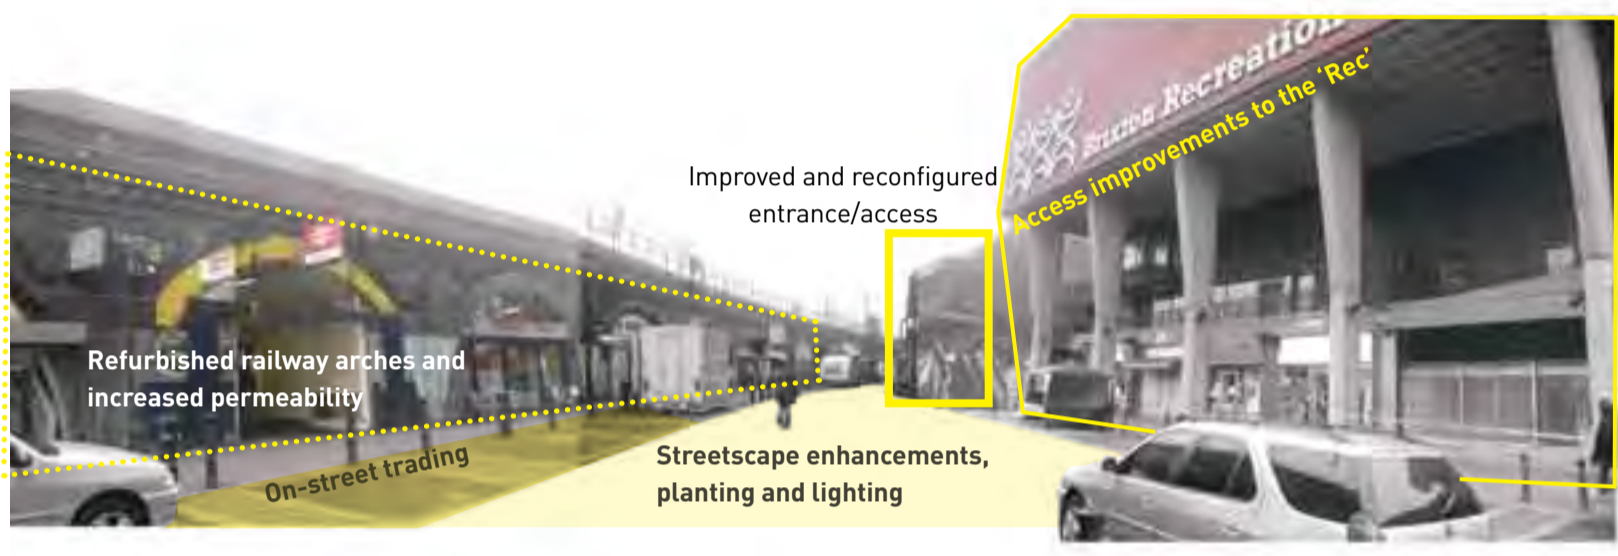 Improved and reconfigured
entrance/access
Brixton Recreation
Access improvements to the ‘Rec’
Refurbished railway arches and
increased permeability
On-street trading
Streetscape enhancements,
planting and lighting